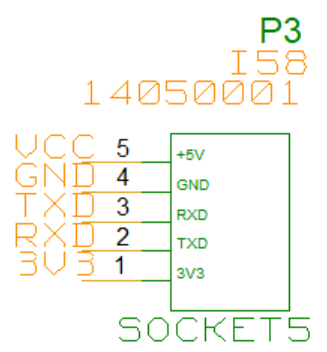 P3
I58
14050001
VCC 5 +5V
GND 4 GND
TXD 3 RXD
RXD 2 TXD
3V3 1 3V3
SOCKET5